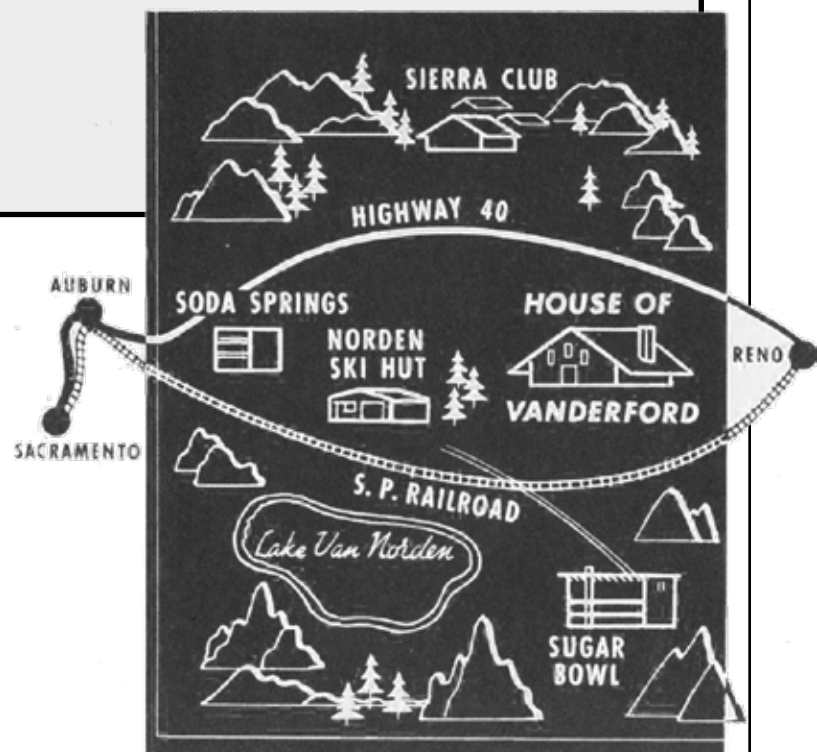 SIERRA CLUB
HIGHWAY 40
AUBURN
SODA SPRINGS
HOUSE OF
VANDERFORD
NORDEN
SKI HUT
RENO
SACRAMENTO
S. P. RAILROAD
Lake Van Norden
SUGAR
BOWL